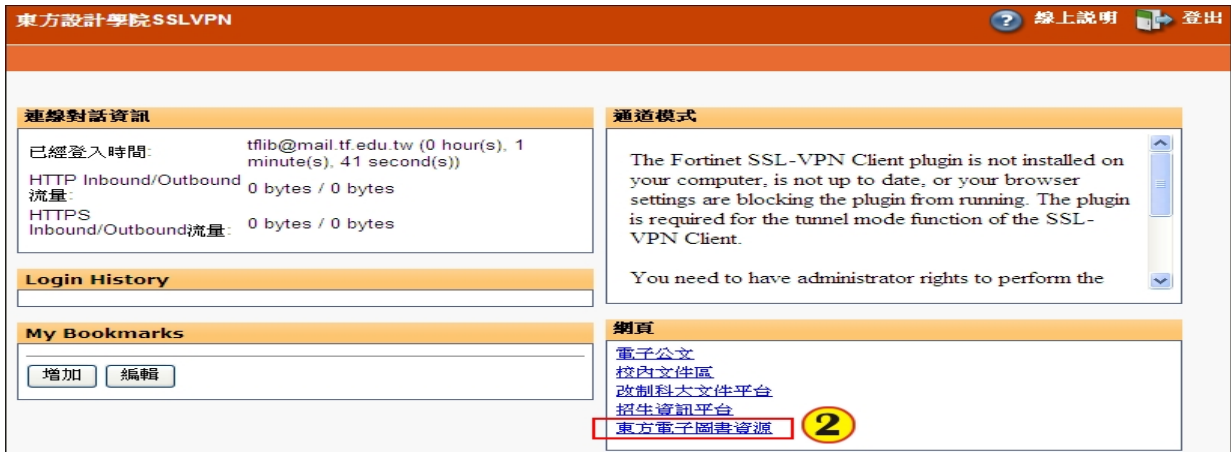 東方設計學院SSLVPN
? 線上説明 登出
連線對話資訊
已經登入時間: tflib@mail.tf.edu.tw (0 hour(s), 1
minute(s), 41 second(s))
HTTP Inbound/Outbound
流量: 0 bytes / 0 bytes
HTTPS
Inbound/Outbound流量: 0 bytes / 0 bytes
Login History
My Bookmarks
增加 編輯
通道模式
The Fortinet SSL-VPN Client plugin is not installed on
your computer, is not up to date, or your browser
settings are blocking the plugin from running. The plugin
is required for the tunnel mode function of the SSL-
VPN Client.
You need to have administrator rights to perform the
網頁
電子公文
校內文件區
改制科大文件平台
招生資訊平台
東方電子圖書資源 2